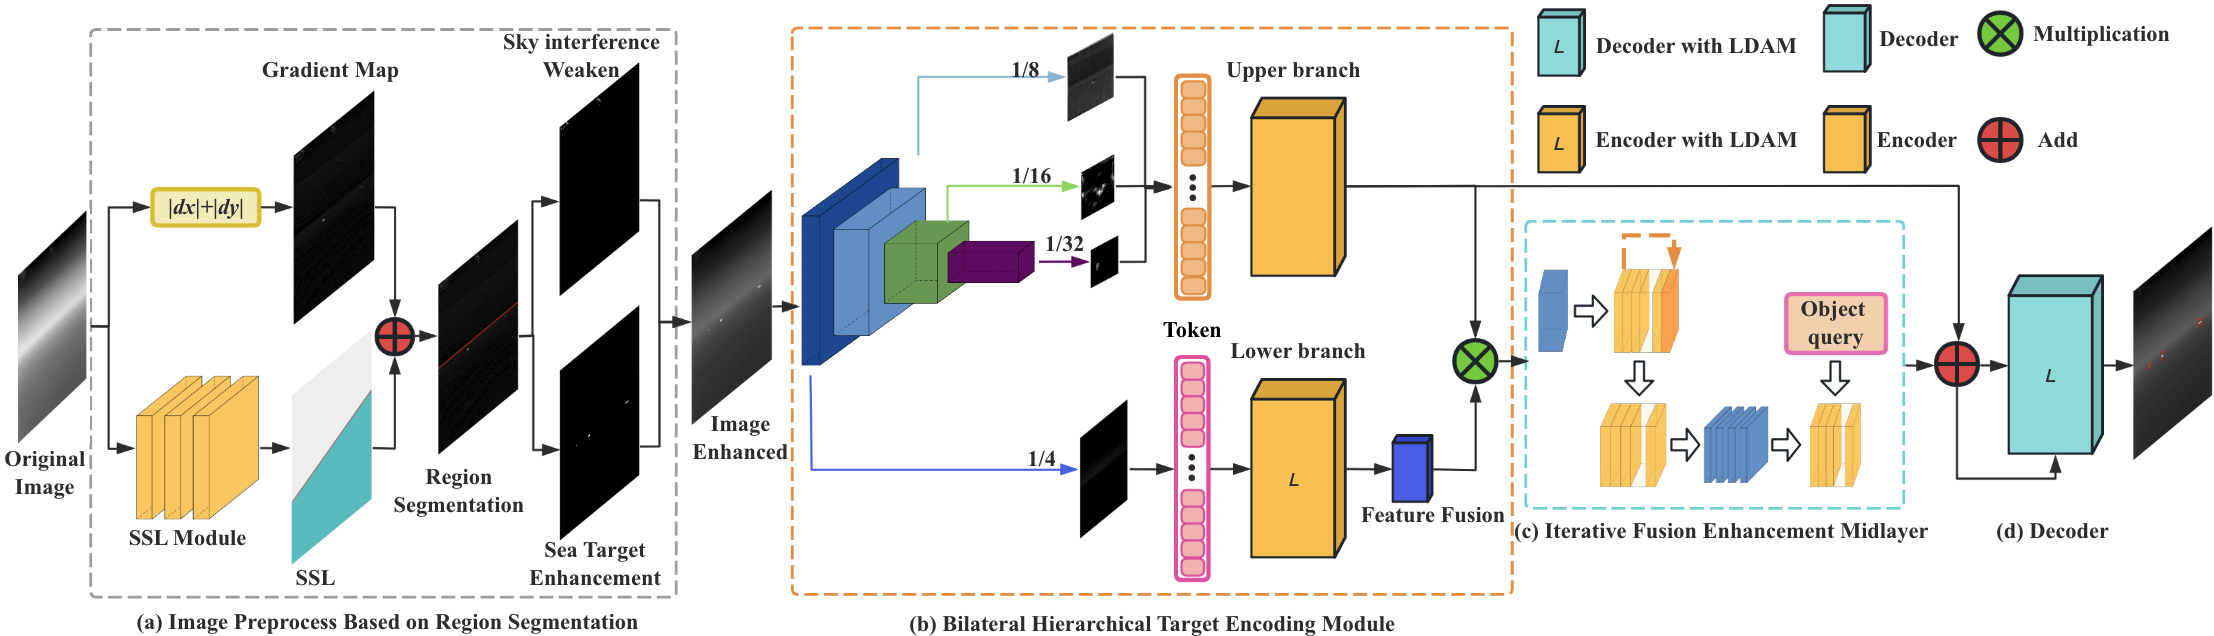 Original
Image
|dx|+|dy|
Gradient Map
SSL Module
SSL
Region
Segmentation
Sky interference
Weaken
Sea Target
Enhancement
(a) Image Preprocess Based on Region Segmentation
Image
Enhanced
1/8
1/16
1/32
1/4
Token
Upper branch
Lower branch
L
Feature Fusion
(b) Bilateral Hierarchical Target Encoding Module
L
Decoder with LDAM
Decoder
Multiplication
L
Encoder with LDAM
Encoder
Add
Object
query
(c) Iterative Fusion Enhancement Midlayer
L
(d) Decoder